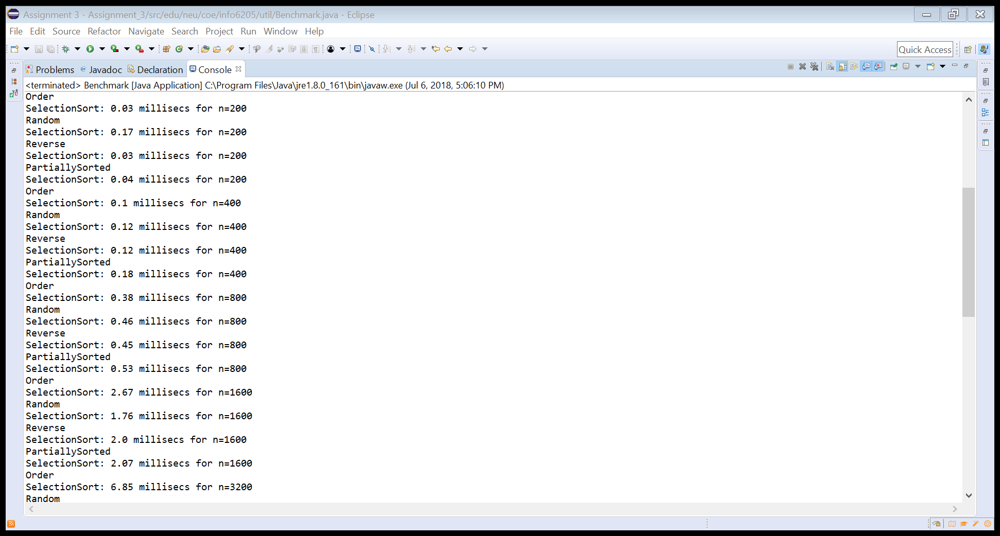 Assignment 3 - Assignment_3/src/edu/neu/coe/info6205/util/Benchmark.java - Eclipse
File Edit Source Refactor Navigate Search Project Run Window Help
Quick Access
Problems @ Javadoc Declaration Console
<terminated> Benchmark [Java Application] C:\Program Files\Java\jre1.8.0_161\bin\javaw.exe (Jul 6, 2018, 5:06:10 PM)
Order
SelectionSort: 0.03 millisecs for n=200
Random
SelectionSort: 0.17 millisecs for n=200
Reverse
SelectionSort: 0.03 millisecs for n=200
PartiallySorted
SelectionSort: 0.04 millisecs for n=200
Order
SelectionSort: 0.1 millisecs for n=400
Random
SelectionSort: 0.12 millisecs for n=400
Reverse
SelectionSort: 0.12 millisecs for n=400
PartiallySorted
SelectionSort: 0.18 millisecs for n=400
Order
SelectionSort: 0.38 millisecs for n=800
Random
SelectionSort: 0.46 millisecs for n=800
Reverse
SelectionSort: 0.45 millisecs for n=800
PartiallySorted
SelectionSort: 0.53 millisecs for n=800
Order
SelectionSort: 2.67 millisecs for n=1600
Random
SelectionSort: 1.76 millisecs for n=1600
Reverse
SelectionSort: 2.0 millisecs for n=1600
PartiallySorted
SelectionSort: 2.07 millisecs for n=1600
Order
SelectionSort: 6.85 millisecs for n=3200
Random